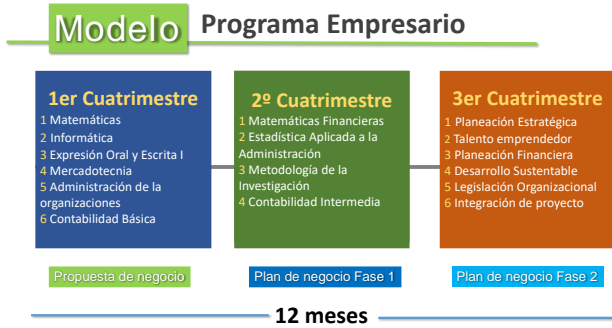 Modelo Programa Empresario
1er Cuatrimestre
1 Matemáticas
2 Informática
3 Expresión Oral y Escrita I
4 Mercadotecnia
5 Administración de la
organizaciones
6 Contabilidad Básica
Propuesta de negocio
2º Cuatrimestre
1 Matemáticas Financieras
2 Estadística Aplicada a la
Administración
3 Metodología de la
Investigación
4 Contabilidad Intermedia
Plan de negocio Fase 1
3er Cuatrimestre
1 Planeación Estratégica
2 Talento emprendedor
3 Planeación Financiera
4 Desarrollo Sustentable
5 Legislación Organizacional
6 Integración de proyecto
Plan de negocio Fase 2
12 meses